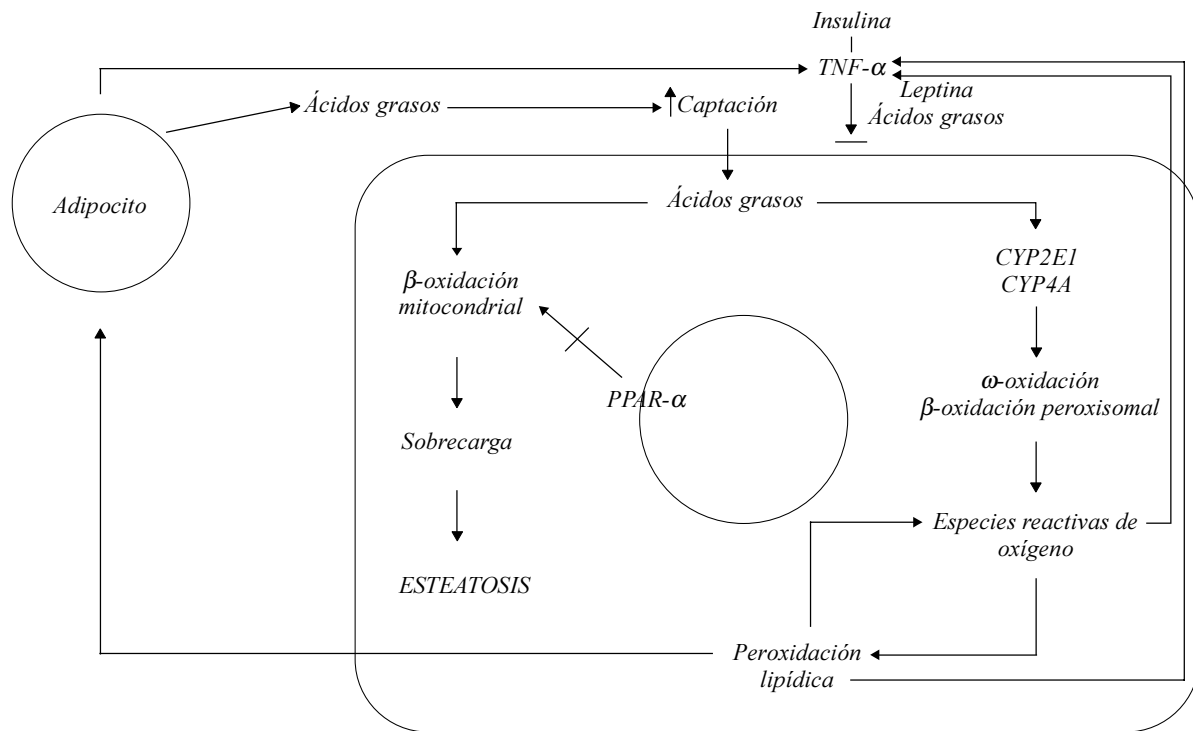 Insulina
TNF-α
Leptina
Ácidos grasos
Ácidos grasos
Captación
Adipocito
Ácidos grasos
β-oxidación
mitocondrial
CYP2E1
CYP4A
PPAR-α
ω-oxidación
β-oxidación peroxisomal
Sobrecarga
Especies reactivas de
oxígeno
ESTEATOSIS
Peroxidación
lipídica